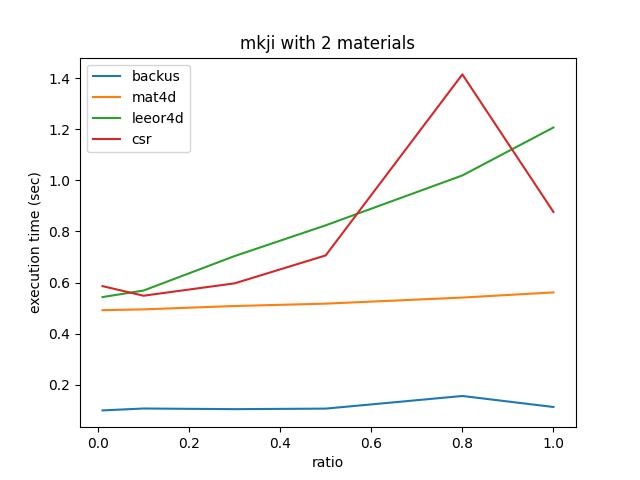 mkji with 2 materials
backus
mat4d
leeor4d
csr
execution time (sec)
1.4
1.2
1.0
0.8
0.6
0.4
0.2
0.0 0.2 0.4 0.6 0.8 1.0
ratio